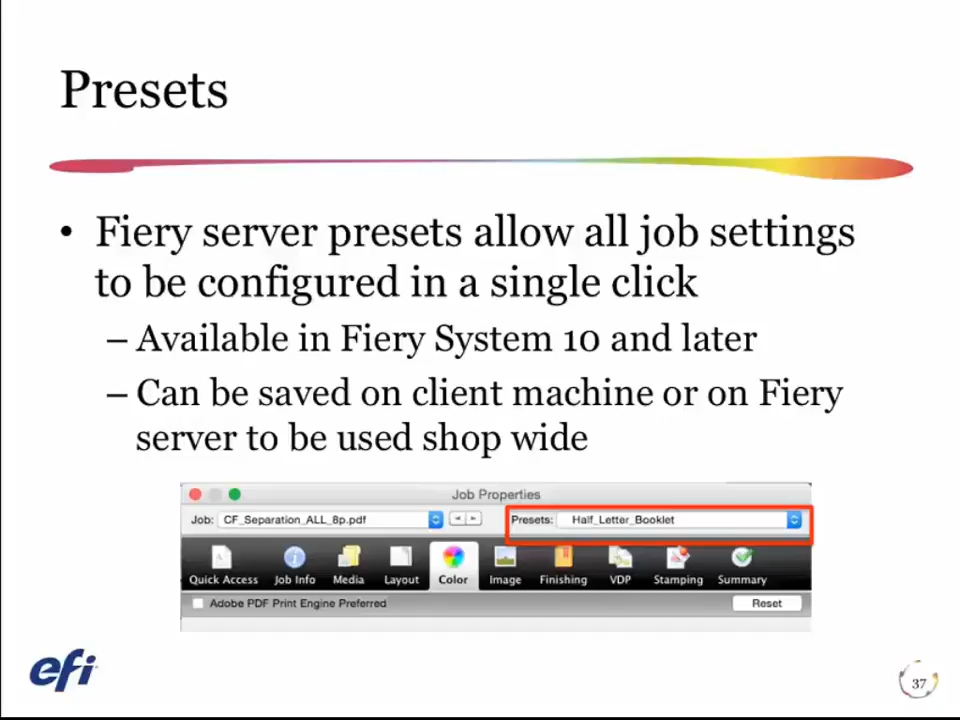 Presets
• Fiery server presets allow all job settings
to be configured in a single click
– Available in Fiery System 10 and later
– Can be saved on client machine or on Fiery
server to be used shop wide
Job Properties
Job: CF_Separation_ALL_8p.pdf Presets: Half_Letter_Booklet
Quick Access Job Info Media Layout Color Image Finishing VDP Stamping Summary
Adobe PDF Print Engine Preferred Reset
efi
37